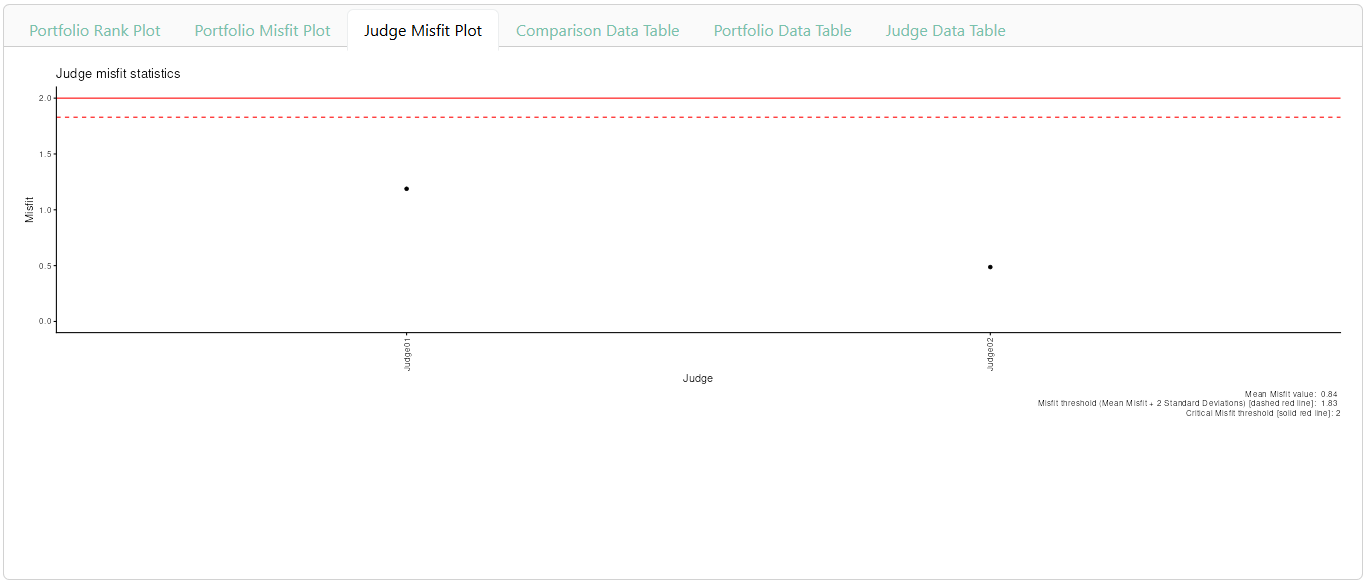 Portfolio Rank Plot Portfolio Misfit Plot Judge Misfit Plot Comparison Data Table Portfolio Data Table Judge Data Table
Judge misfit statistics
2.0
1.5
1.0
0.5
0.0
Misfit
Judge01 Judge02
Judge
Mean Misfit value: 0.84
Misfit threshold (Mean Misfit + 2 Standard Deviations) [dashed red line]: 1.83
Critical Misfit threshold [solid red line]: 2